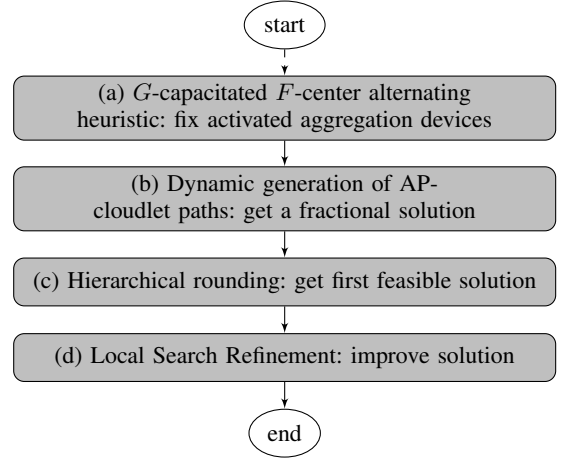 start
(a) G-capacitated F-center alternating
heuristic: fix activated aggregation devices
(b) Dynamic generation of AP-
cloudlet paths: get a fractional solution
(c) Hierarchical rounding: get first feasible solution
(d) Local Search Refinement: improve solution
end